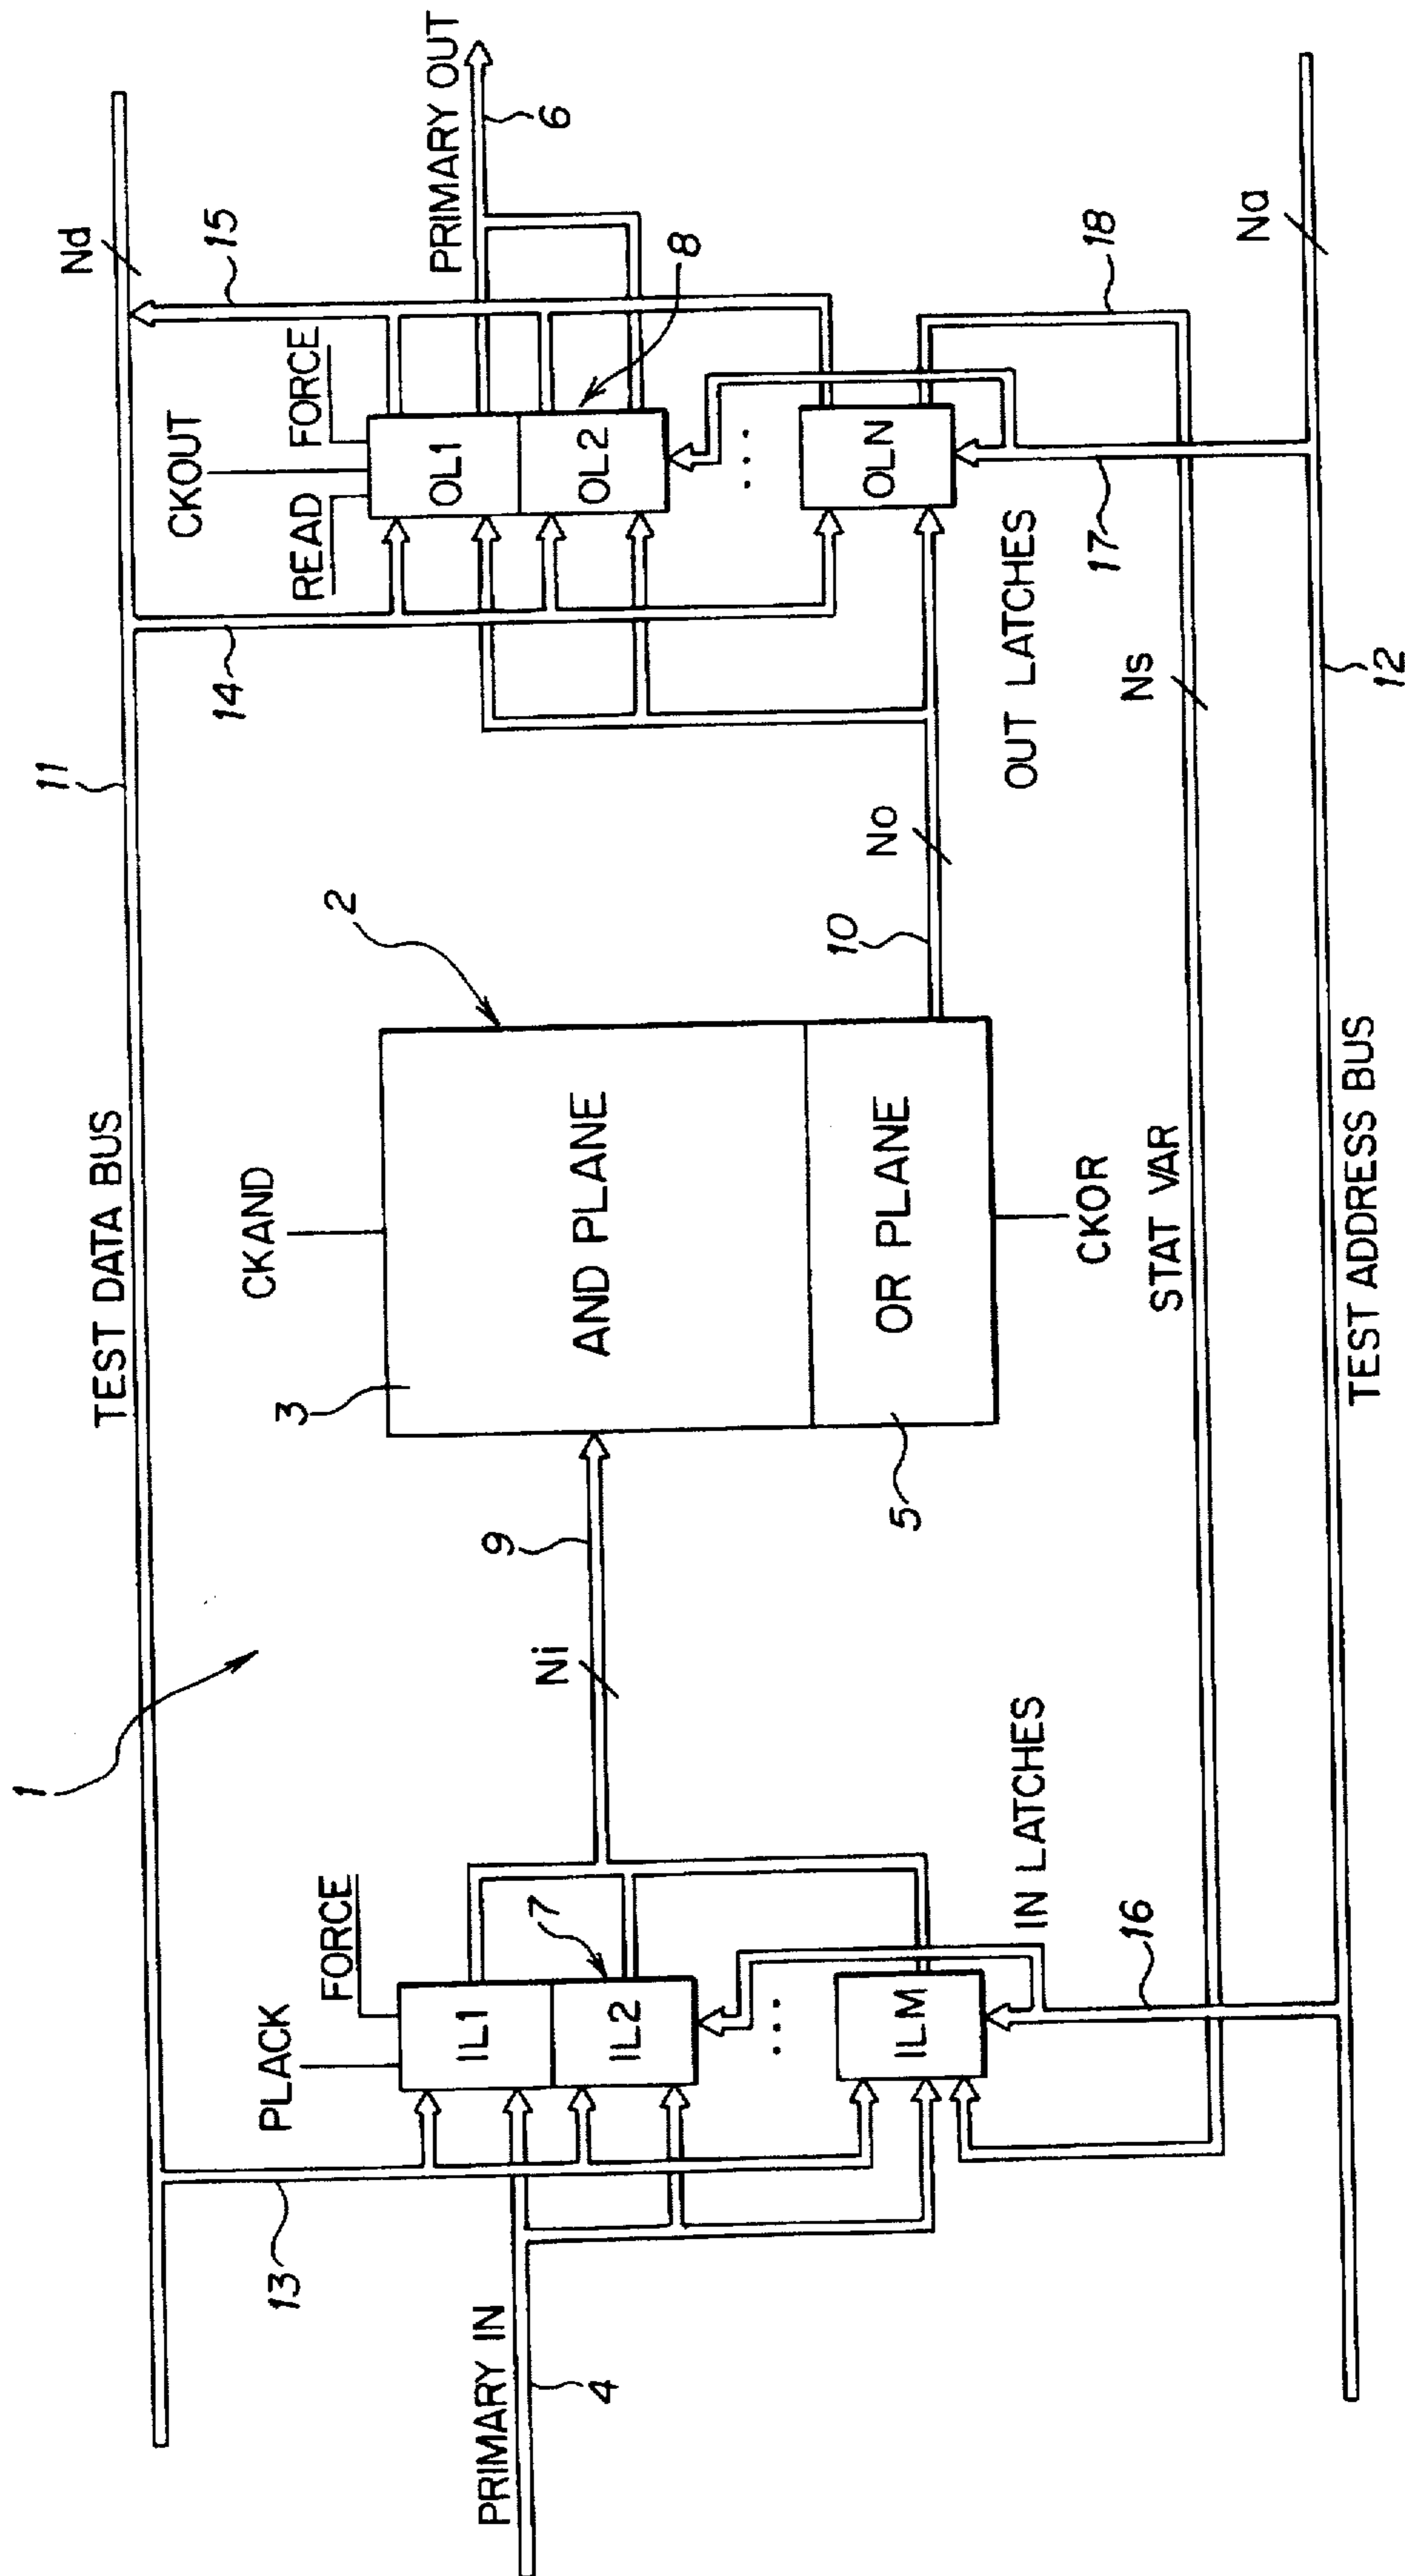 TEST DATA BUS
11
Nd
1
PLACK
FORCE
CKAND
2
CKOUT
READ
FORCE
15
PRIMARY OUT
6
13
14
PRIMARY IN
4
IL1
7
IL2
...
ILM
Ni
9
3
AND PLANE
OR PLANE
5
CKOR
10
No
OL1
OL2
8
...
OLN
IN LATCHES
OUT LATCHES
16
17
18
STAT VAR
Ns
TEST ADDRESS BUS
12
Na